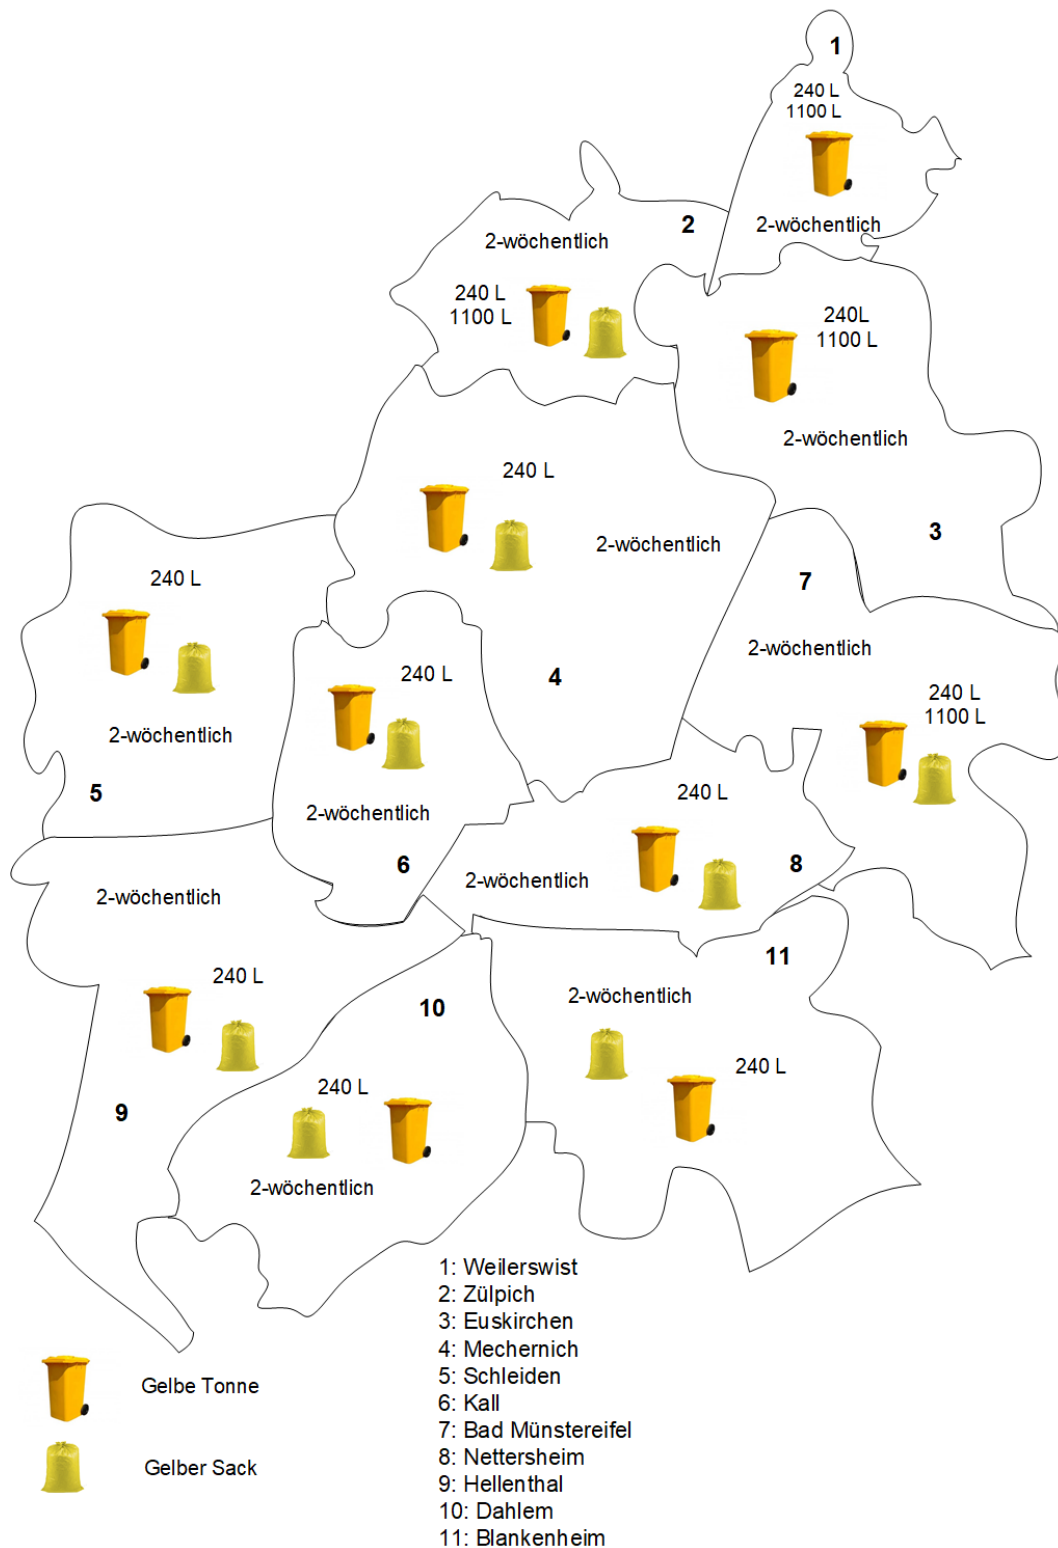 1
240 L
1100 L
2-wöchentlich
2
2-wöchentlich
240 L
1100 L
240L
1100 L
2-wöchentlich
3
240 L
2-wöchentlich
4
240 L
2-wöchentlich
5
240 L
2-wöchentlich
6
7
2-wöchentlich
240 L
1100 L
240 L
2-wöchentlich
8
2-wöchentlich
240 L
9
10
240 L
2-wöchentlich
11
2-wöchentlich
240 L
1: Weilerswist
2: Zülpich
3: Euskirchen
4: Mechernich
5: Schleiden
6: Kall
7: Bad Münstereifel
8: Nettersheim
9: Hellenthal
10: Dahlem
11: Blankenheim
Gelbe Tonne
Gelber Sack